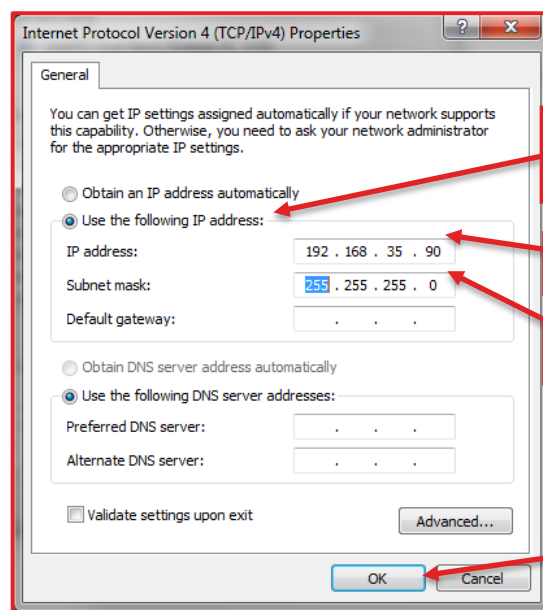 Internet Protocol Version 4 (TCP/IPv4) Properties
General
You can get IP settings assigned automatically if your network supports
this capability. Otherwise, you need to ask your network administrator
for the appropriate IP settings.
Obtain an IP address automatically
Use the following IP address:
IP address: 192 . 168 . 35 . 90
Subnet mask: 255 . 255 . 255 . 0
Default gateway: . . .
Obtain DNS server address automatically
Use the following DNS server addresses:
Preferred DNS server: . . .
Alternate DNS server: . . .
Validate settings upon exit
Advanced...
OK Cancel